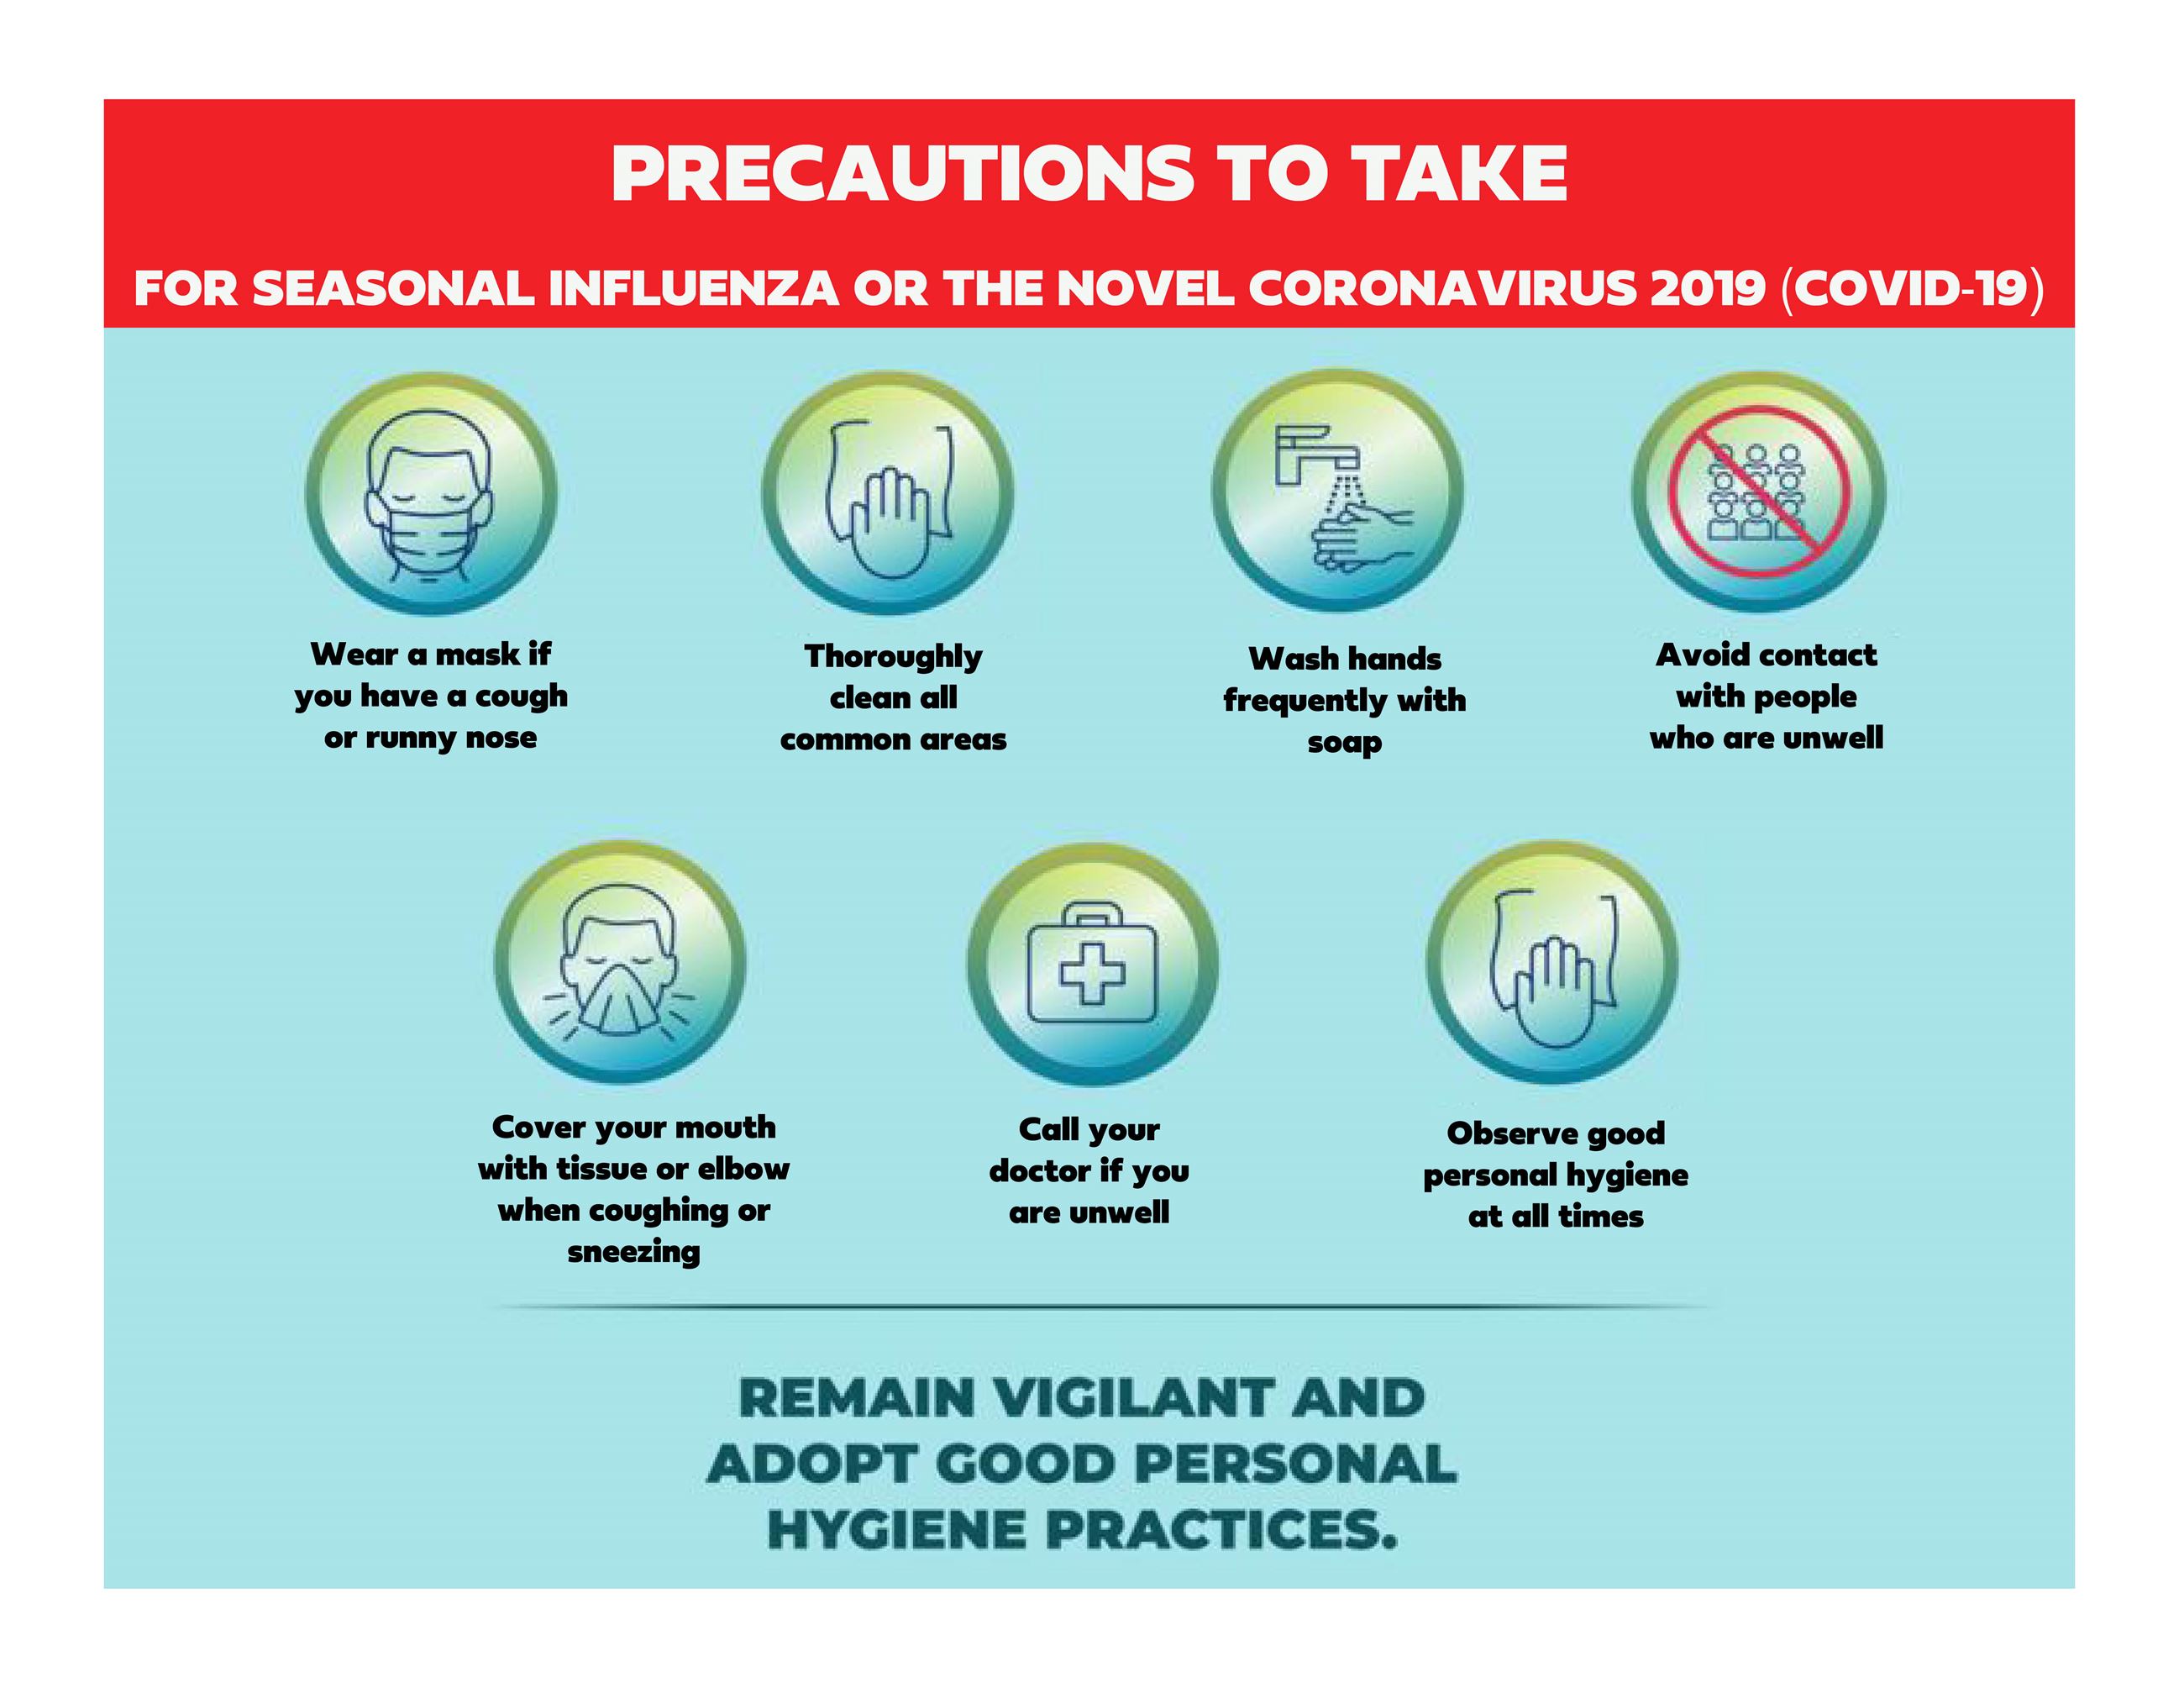 PRECAUTIONS TO TAKE
FOR SEASONAL INFLUENZA OR THE NOVEL CORONAVIRUS 2019 (COVID-19)
Wear a mask if
you have a cough
or runny nose
Thoroughly
clean all
common areas
Wash hands
frequently with
soap
Avoid contact
with people
who are unwell
Cover your mouth
with tissue or elbow
when coughing or
sneezing
Call your
doctor if you
are unwell
Observe good
personal hygiene
at all times
REMAIN VIGILANT AND
ADOPT GOOD PERSONAL
HYGIENE PRACTICES.